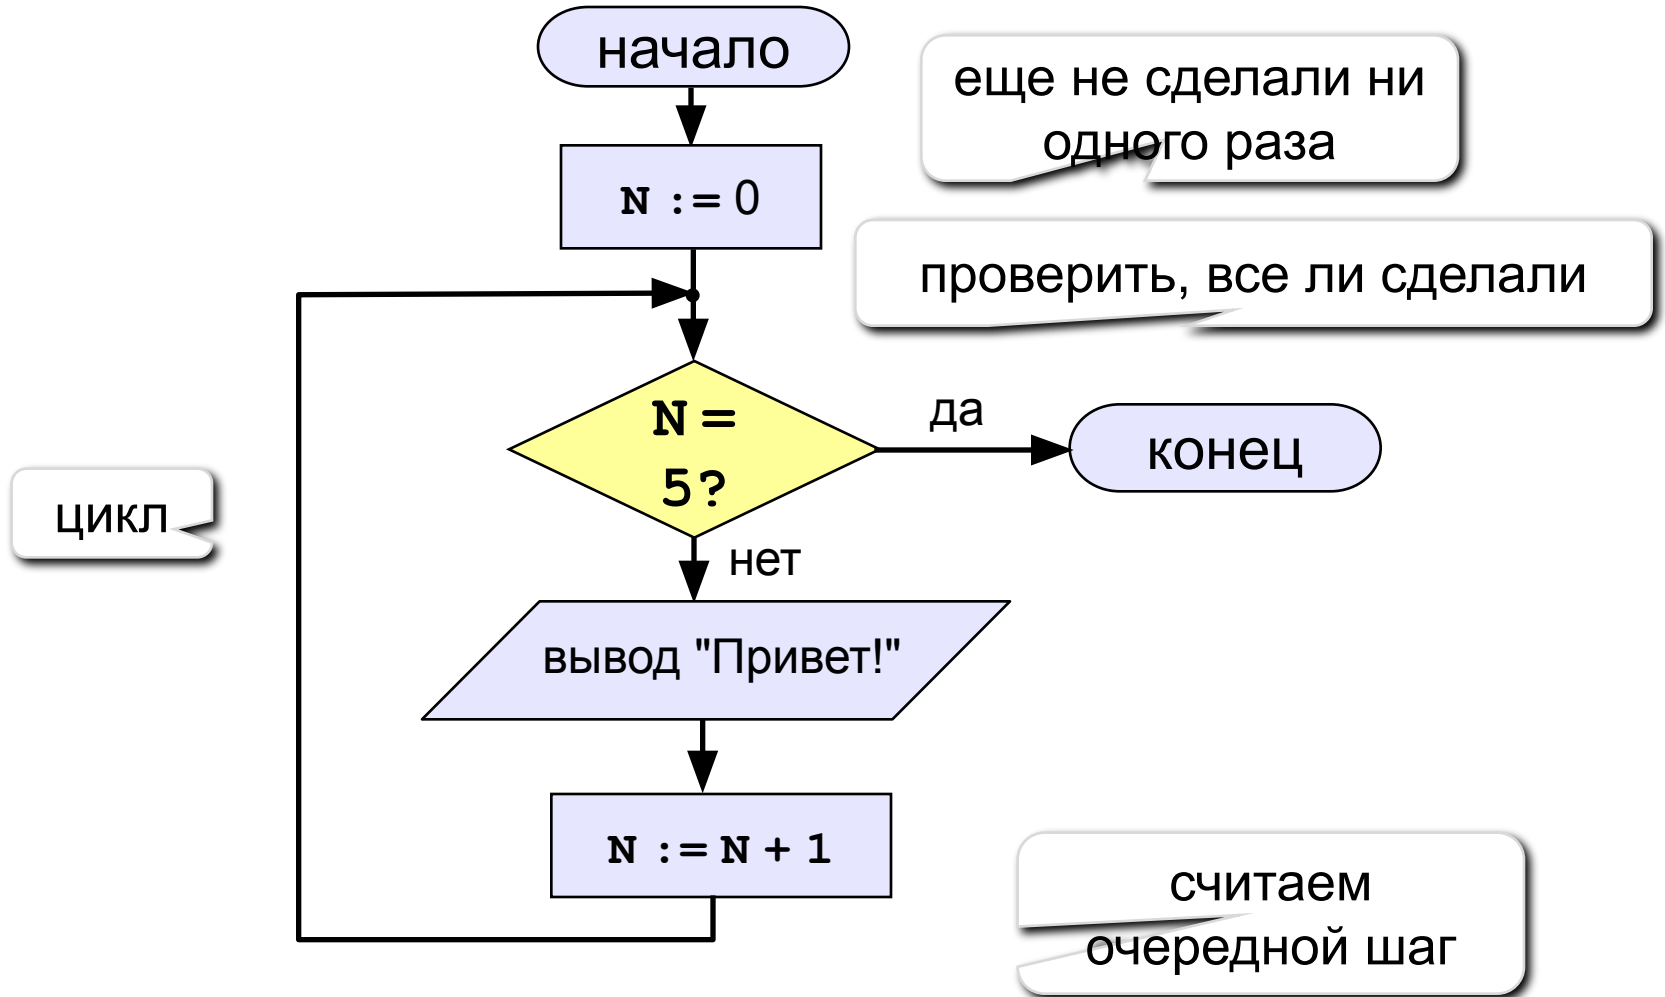 начало
еще не сделали ни
одного раза
N := 0
проверить, все ли сделали
N =
5?
да
конец
цикл
нет
вывод "Привет!"
N := N + 1
считаем
очередной шаг